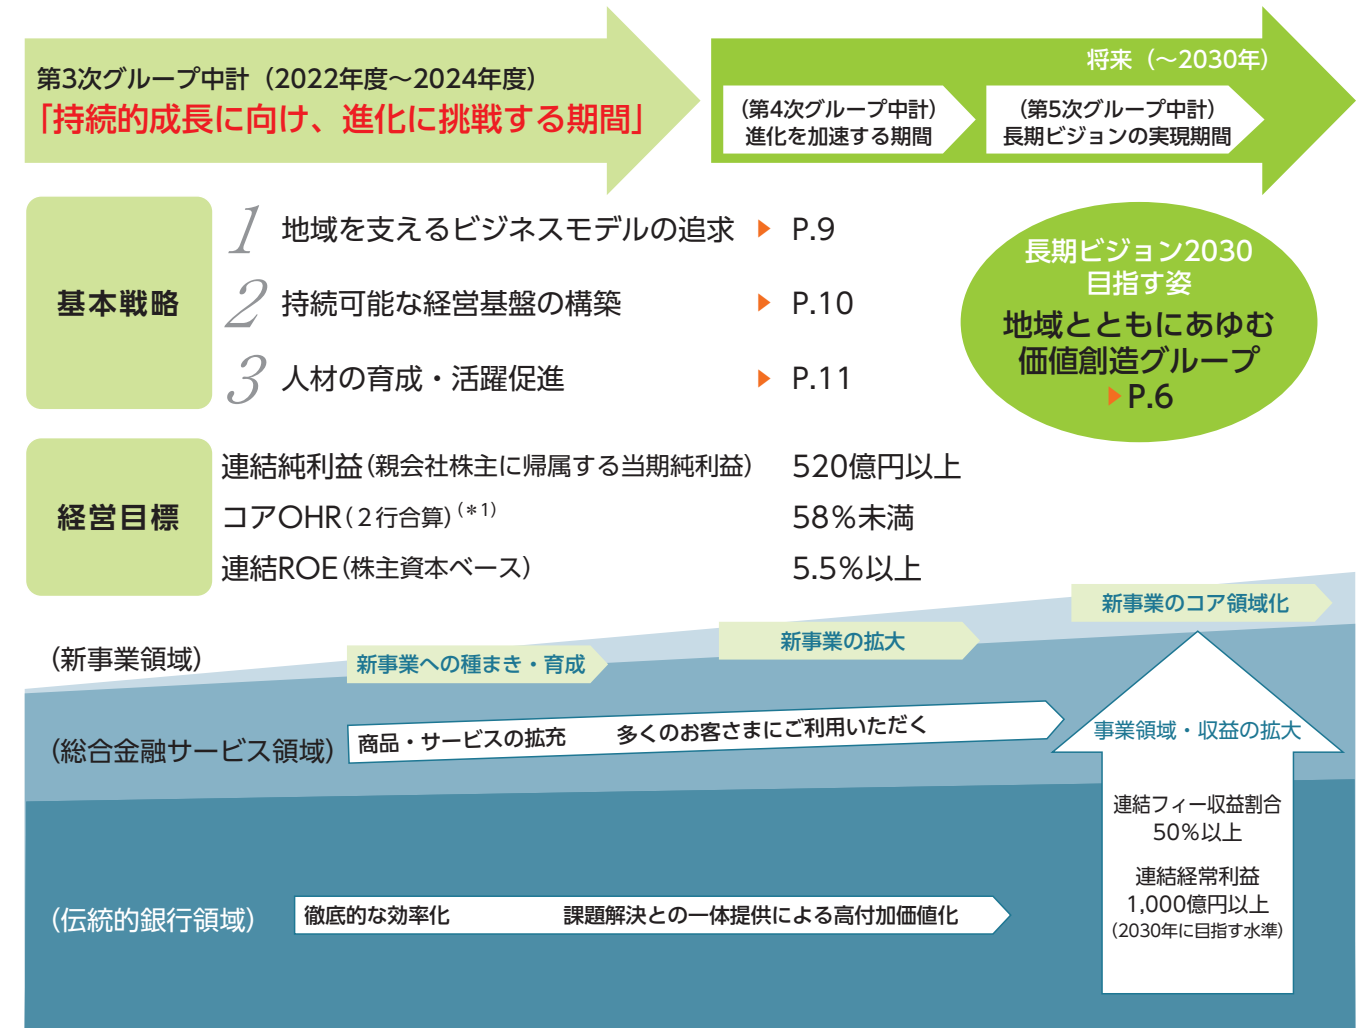 第3次グループ中計（2022年度～2024年度）
「持続的成長に向け、進化に挑戦する期間」
将来（～2030年）
（第4次グループ中計）
進化を加速する期間
（第5次グループ中計）
長期ビジョンの実現期間
基本戦略
1 地域を支えるビジネスモデルの追求 ▶ P.9
2 持続可能な経営基盤の構築 ▶ P.10
3 人材の育成・活躍促進 ▶ P.11
長期ビジョン2030
目指す姿
地域とともにあゆむ
価値創造グループ
▶P.6
経営目標
連結純利益（親会社株主に帰属する当期純利益） 520億円以上
コアOHR（2行合算）（＊1） 58％未満
連結ROE（株主資本ベース） 5.5％以上
（新事業領域）
新事業への種まき・育成
新事業の拡大
新事業のコア領域化
（総合金融サービス領域）
商品・サービスの拡充 多くのお客さまにご利用いただく
事業領域・収益の拡大
連結フィー収益割合
50％以上
連結経常利益
1,000億円以上
（2030年に目指す水準）
（伝統的銀行領域）
徹底的な効率化 課題解決との一体提供による高付加価値化